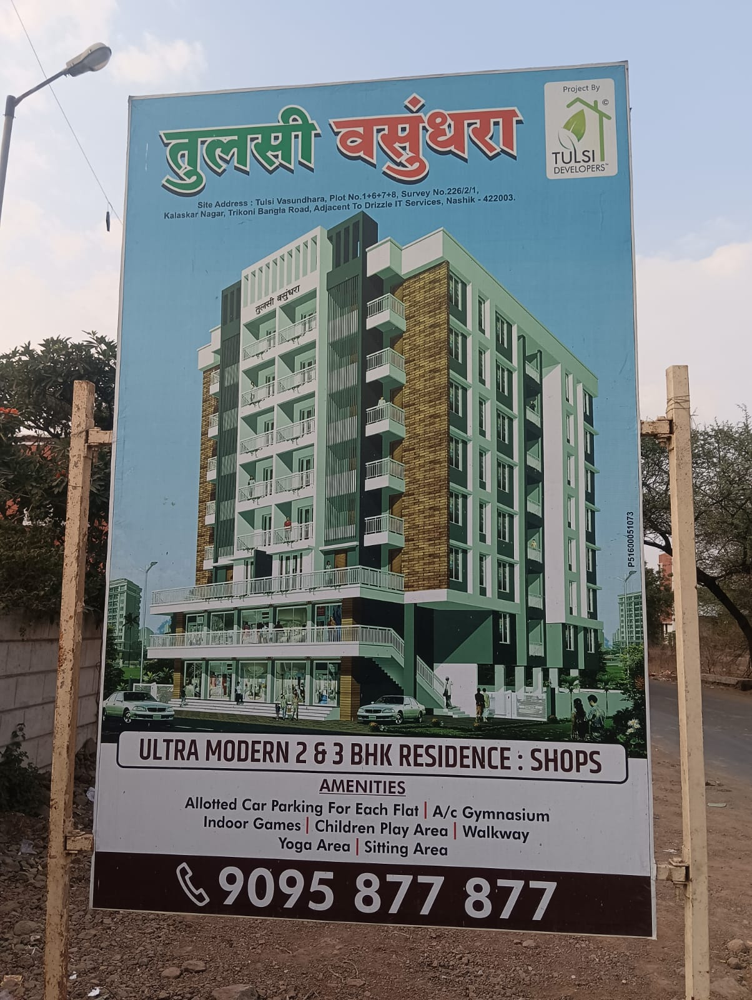 Project By
©
TULSI
DEVELOPERS™
तुलसी वसुंधरा
Site Address : Tulsi Vasundhara, Plot No.1+6+7+8, Survey No.226/2/1,
Kalaskar Nagar, Trikoni Bangla Road, Adjacent To Drizzle IT Services, Nashik - 422003.
तुलसी वसुंधरा
P51600051073
ULTRA MODERN 2 & 3 BHK RESIDENCE : SHOPS
AMENITIES
Allotted Car Parking For Each Flat | A/c Gymnasium
Indoor Games | Children Play Area | Walkway
Yoga Area | Sitting Area
9095 877 877